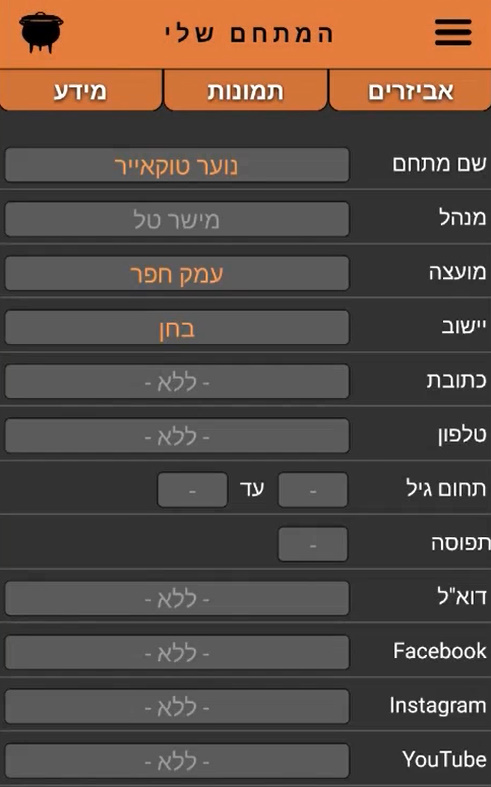 המתחם שלי
אביזרים תמונות מידע
שם מתחם נוער טוקאייר
מנהל מישר טל
מועצה עמק חפר
יישוב בחן
כתובת - ללא -
טלפון - ללא -
תחום גיל - עד -
תפוסה -
דוא"ל - ללא -
Facebook - ללא -
Instagram - ללא -
YouTube - ללא -